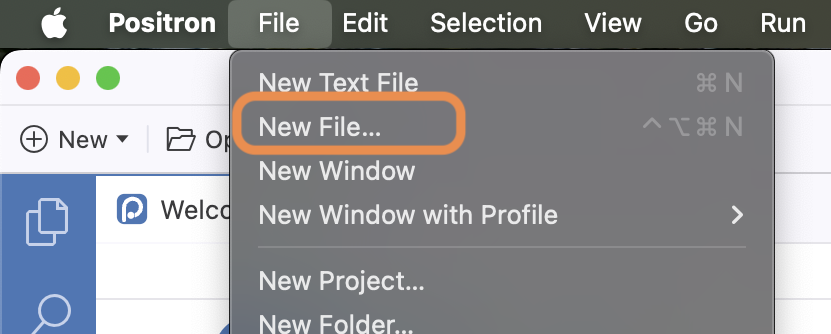 Positron File Edit Selection View Go Run
New Text File ⌘ N
New File... ⌃⌥⌘ N
New
New Window
Welco
New Window with Profile
New Project...
New Folder...